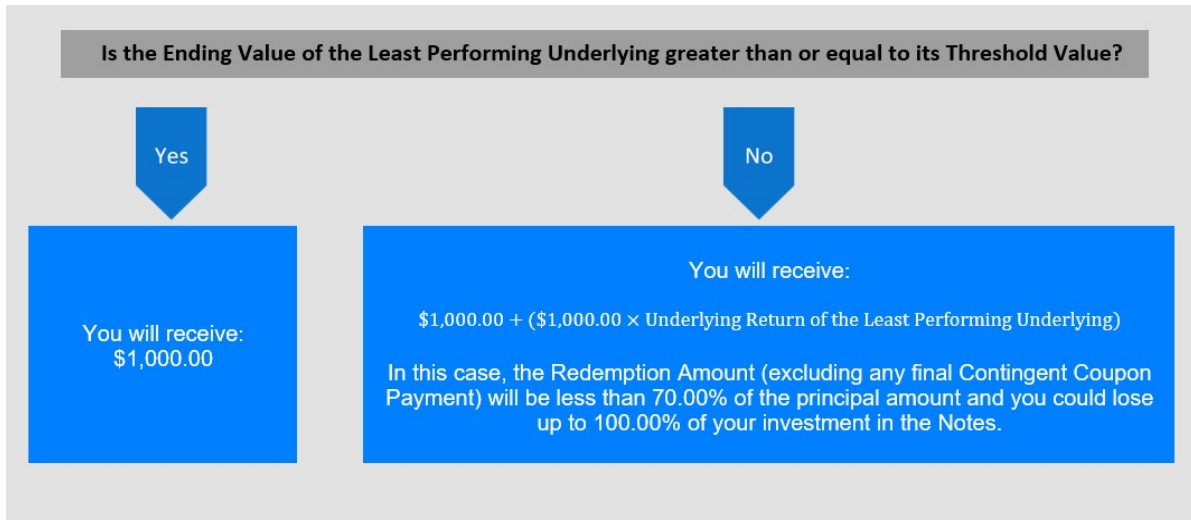 Is the Ending Value of the Least Performing Underlying greater than or equal to its Threshold Value?
Yes
No
You will receive:
$1,000.00
You will receive:
$1,000.00 + ($1,000.00 × Underlying Return of the Least Performing Underlying)
In this case, the Redemption Amount (excluding any final Contingent Coupon
Payment) will be less than 70.00% of the principal amount and you could lose
up to 100.00% of your investment in the Notes.